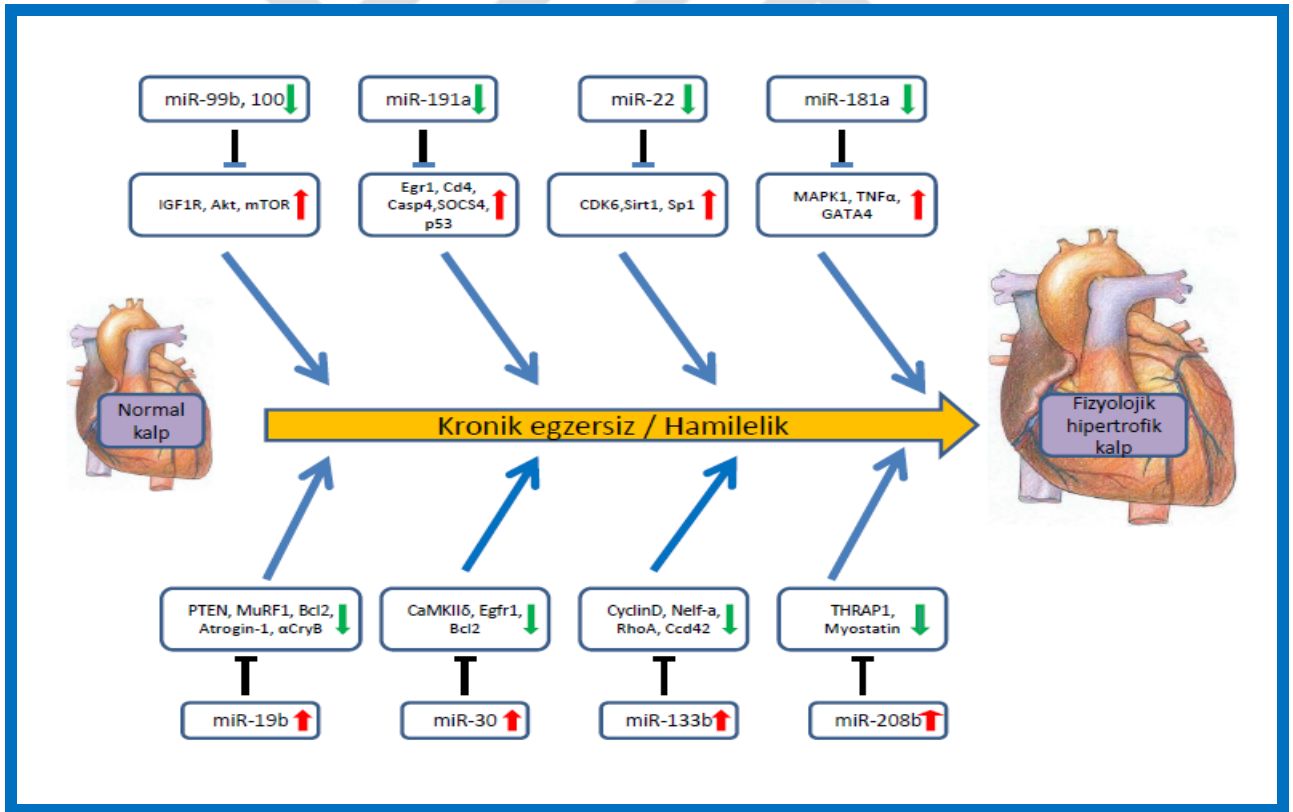 miR-99b, 100
miR-191a
miR-22
miR-181a
IGF1R, Akt, mTOR
Egr1, Cd4,
Casp4,SOCS4,
p53
CDK6,Sirt1, Sp1
MAPK1, TNFα,
GATA4
Normal
kalp
Kronik egzersiz / Hamilelik
Fizyolojik
hipertrofik
kalp
PTEN, MuRF1, Bcl2,
Atrogin-1, αCryB
CaMKIIδ, Egfr1,
Bcl2
CyclinD, Nelf-a,
RhoA, Ccd42
THRAP1,
Myostatin
miR-19b
miR-30
miR-133b
miR-208b